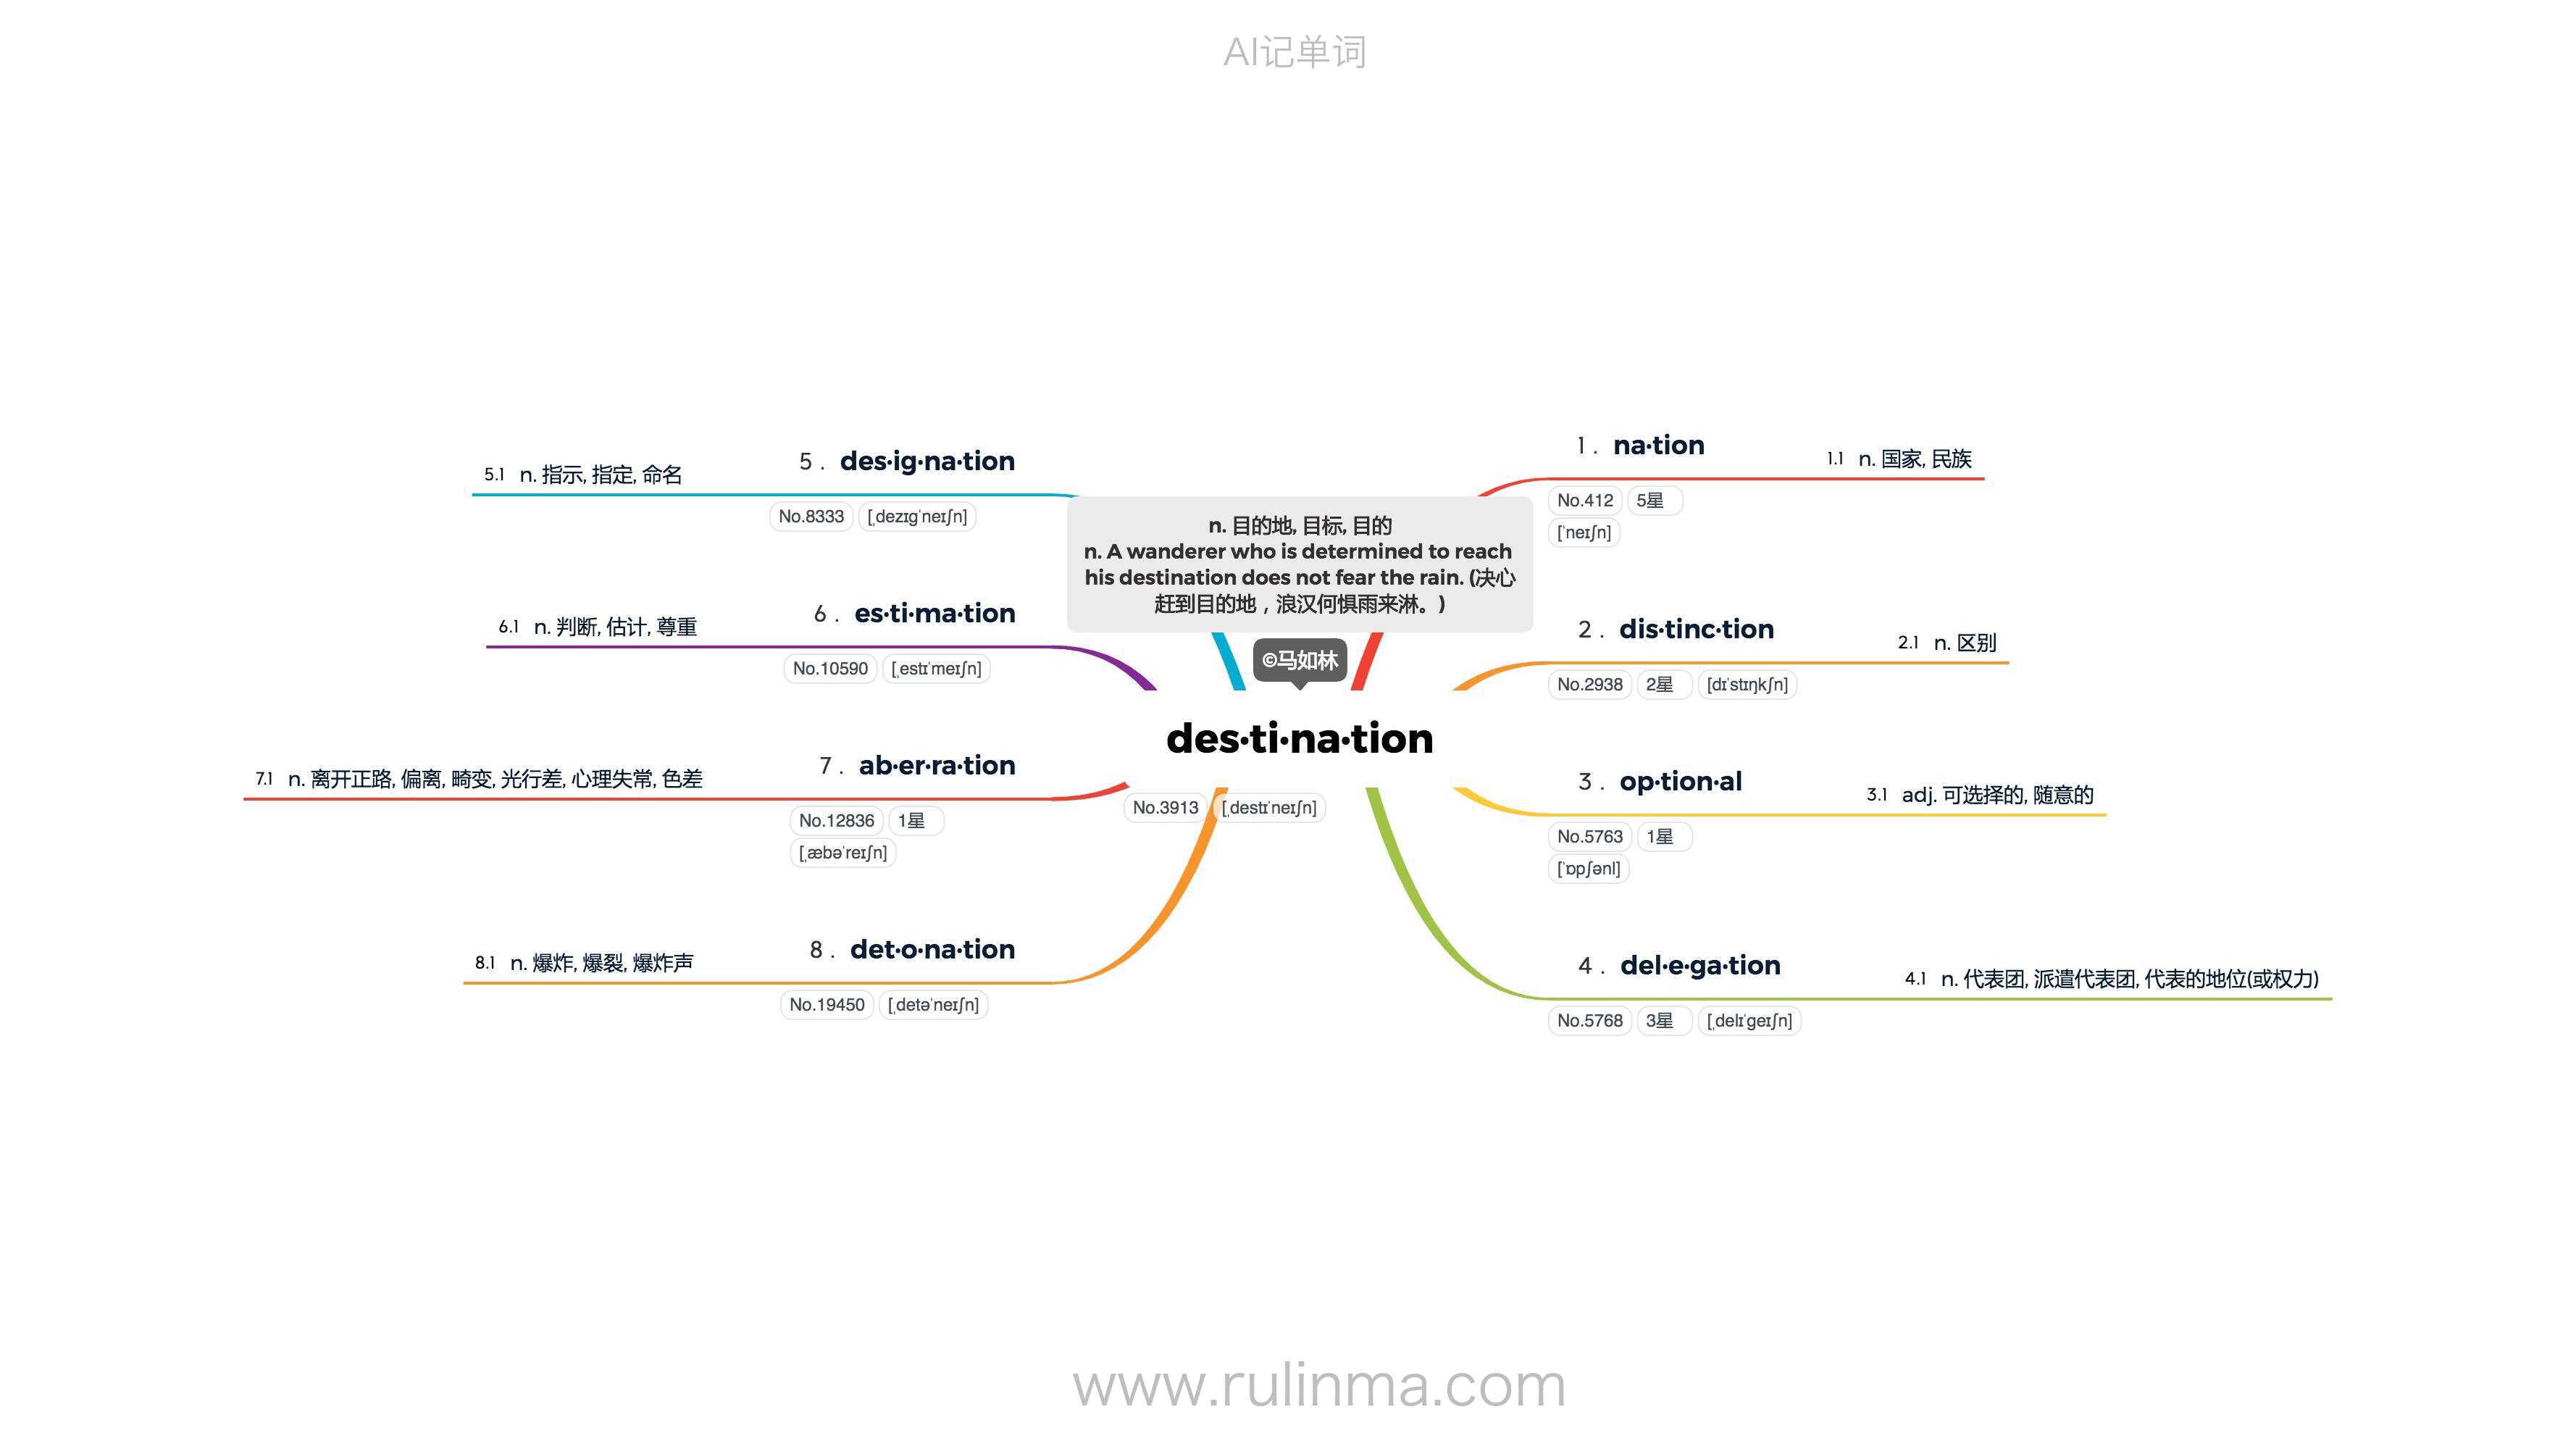 AI记单词
n. 目的地, 目标, 目的
n. A wanderer who is determined to reach
his destination does not fear the rain. (决心
赶到目的地，浪汉何惧雨来淋。)
©马如林
des·ti·na·tion
No.3913 [ˌdestɪˈneɪʃn]
1 . na·tion
No.412 5星
[ˈneɪʃn]
1.1 n. 国家, 民族
2 . dis·tinc·tion
No.2938 2星 [dɪˈstɪŋkʃn]
2.1 n. 区别
3 . op·tion·al
No.5763 1星
[ˈɒpʃənl]
3.1 adj. 可选择的, 随意的
4 . del·e·ga·tion
No.5768 3星 [ˌdelɪˈɡeɪʃn]
4.1 n. 代表团, 派遣代表团, 代表的地位(或权力)
5 . des·ig·na·tion
No.8333 [ˌdezɪɡˈneɪʃn]
5.1 n. 指示, 指定, 命名
6 . es·ti·ma·tion
No.10590 [ˌestɪˈmeɪʃn]
6.1 n. 判断, 估计, 尊重
7 . ab·er·ra·tion
No.12836 1星
[ˌæbəˈreɪʃn]
7.1 n. 离开正路, 偏离, 畸变, 光行差, 心理失常, 色差
8 . det·o·na·tion
No.19450 [ˌdetəˈneɪʃn]
8.1 n. 爆炸, 爆裂, 爆炸声
www.rulinma.com